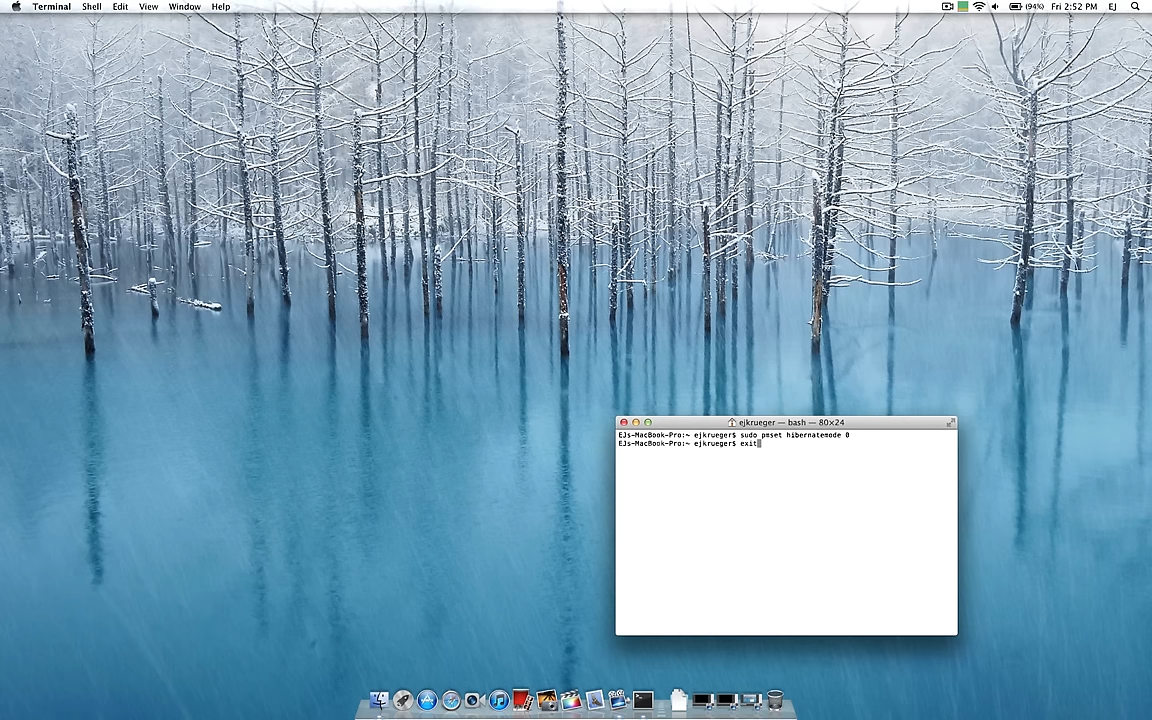 Terminal Shell Edit View Window Help (94%) Fri 2:52 PM EJ
ejkrueger — bash — 80×24
EJs-MacBook-Pro:~ ejkrueger$ sudo pmset hibernatemode 0
EJs-MacBook-Pro:~ ejkrueger$ exit